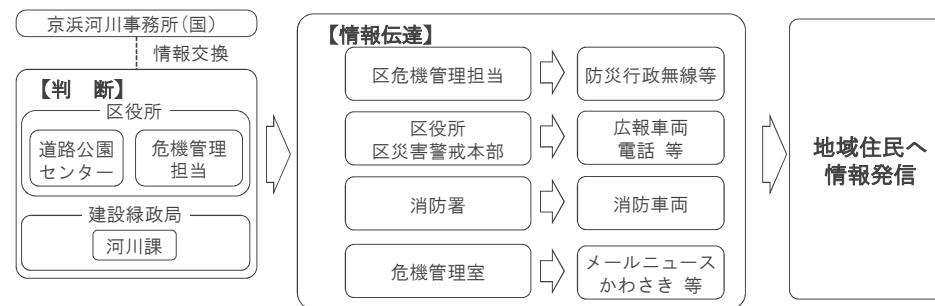 京浜河川事務所(国)
情報交換
【判　断】
区役所
道路公園
センター
危機管理
担当
建設緑政局
河川課
【情報伝達】
区危機管理担当
防災行政無線等
区役所
区災害警戒本部
広報車両
電話 等
消防署
消防車両
危機管理室
メールニュース
かわさき 等
地域住民へ
情報発信